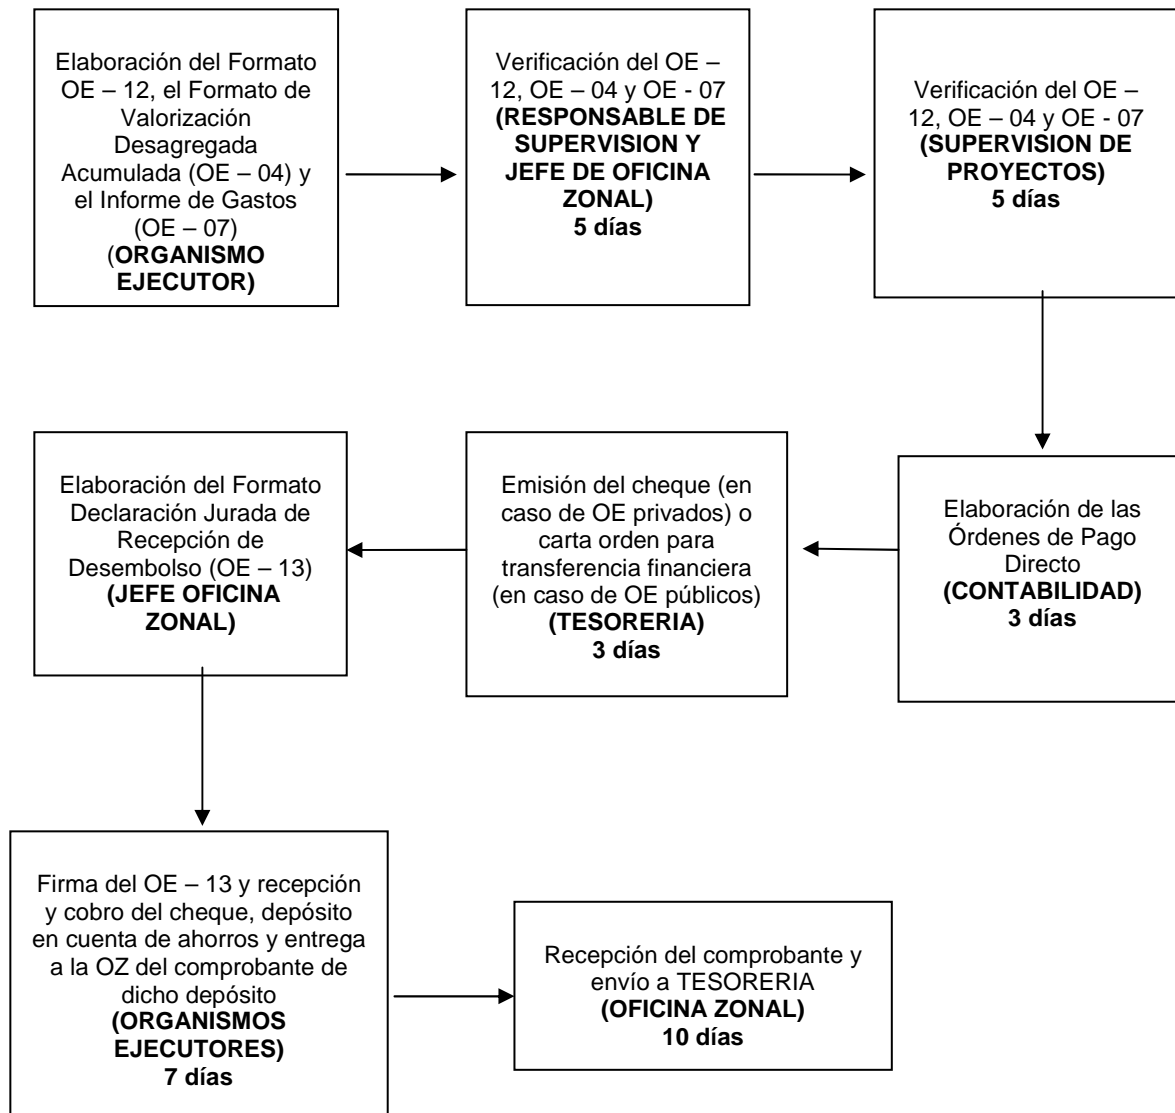 Elaboración del Formato
OE – 12, el Formato de
Valorización
Desagregada
Acumulada (OE – 04) y
el Informe de Gastos
(OE – 07)
(ORGANISMO
EJECUTOR)
Verificación del OE –
12, OE – 04 y OE - 07
(RESPONSABLE DE
SUPERVISION Y
JEFE DE OFICINA
ZONAL)
5 días
Verificación del OE –
12, OE – 04 y OE - 07
(SUPERVISION DE
PROYECTOS)
5 días
Elaboración de las
Órdenes de Pago
Directo
(CONTABILIDAD)
3 días
Emisión del cheque (en
caso de OE privados) o
carta orden para
transferencia financiera
(en caso de OE públicos)
(TESORERIA)
3 días
Elaboración del Formato
Declaración Jurada de
Recepción de
Desembolso (OE – 13)
(JEFE OFICINA
ZONAL)
Firma del OE – 13 y recepción
y cobro del cheque, depósito
en cuenta de ahorros y entrega
a la OZ del comprobante de
dicho depósito
(ORGANISMOS
EJECUTORES)
7 días
Recepción del comprobante y
envío a TESORERIA
(OFICINA ZONAL)
10 días